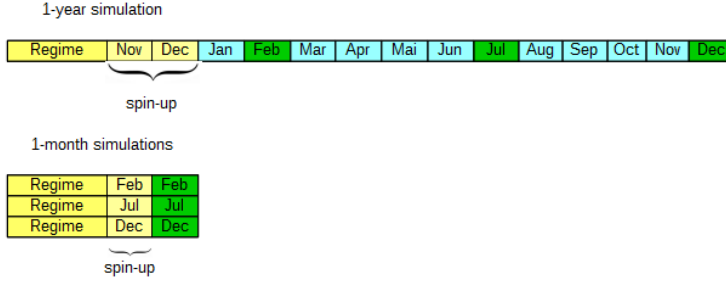 1-year simulation
Regime Nov Dec Jan Feb Mar Apr Mai Jun Jul Aug Sep Oct Nov Dec
spin-up
1-month simulations
Regime Feb Feb
Regime Jul Jul
Regime Dec Dec
spin-up